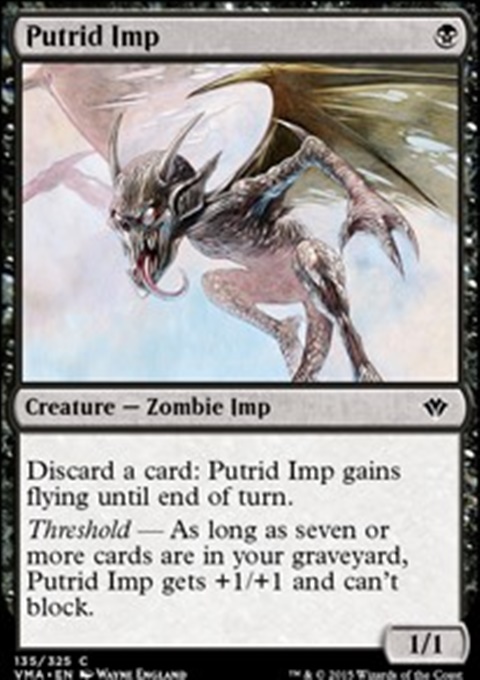 Putrid Imp
Creature — Zombie Imp
Discard a card: Putrid Imp gains
flying until end of turn.
Threshold — As long as seven or
more cards are in your graveyard,
Putrid Imp gets +1/+1 and can't
block.
1/1
135/325 C
VMA • EN Wayne England
™ & © 2015 Wizards of the Coast